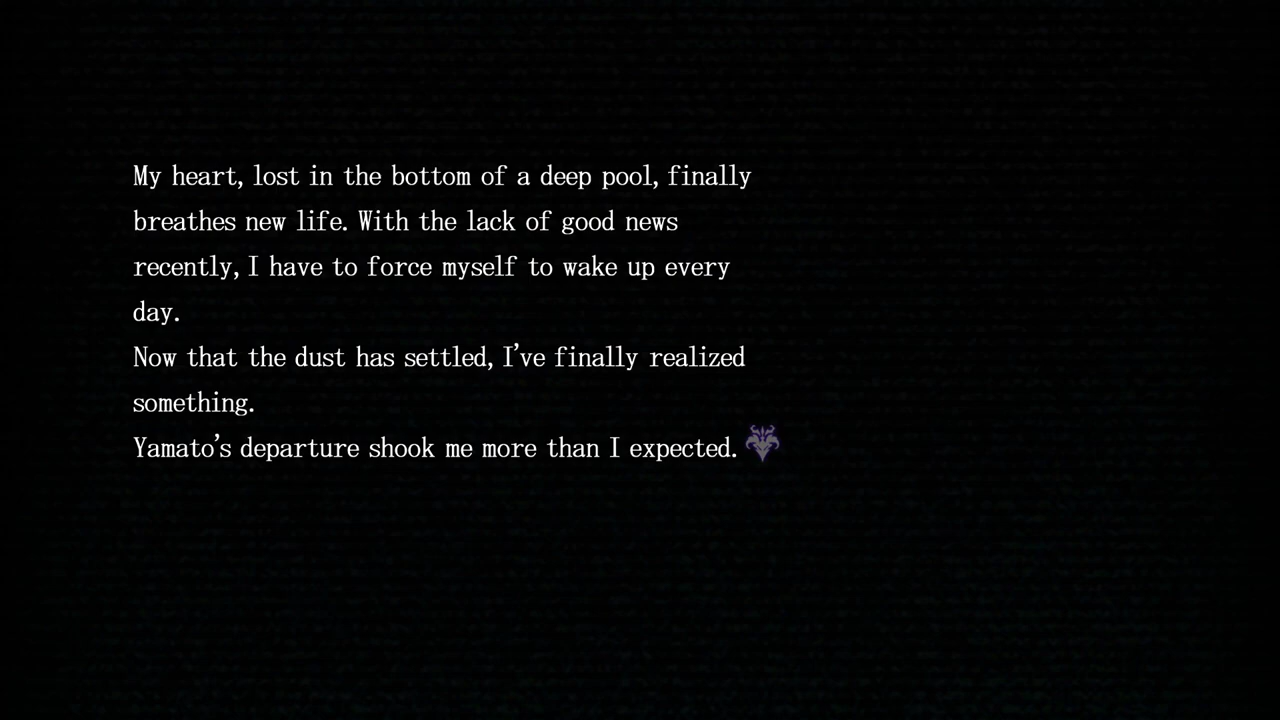 My heart, lost in the bottom of a deep pool, finally
breathes new life. With the lack of good news
recently, I have to force myself to wake up every
day.
Now that the dust has settled, I've finally realized
something.
Yamato's departure shook me more than I expected.